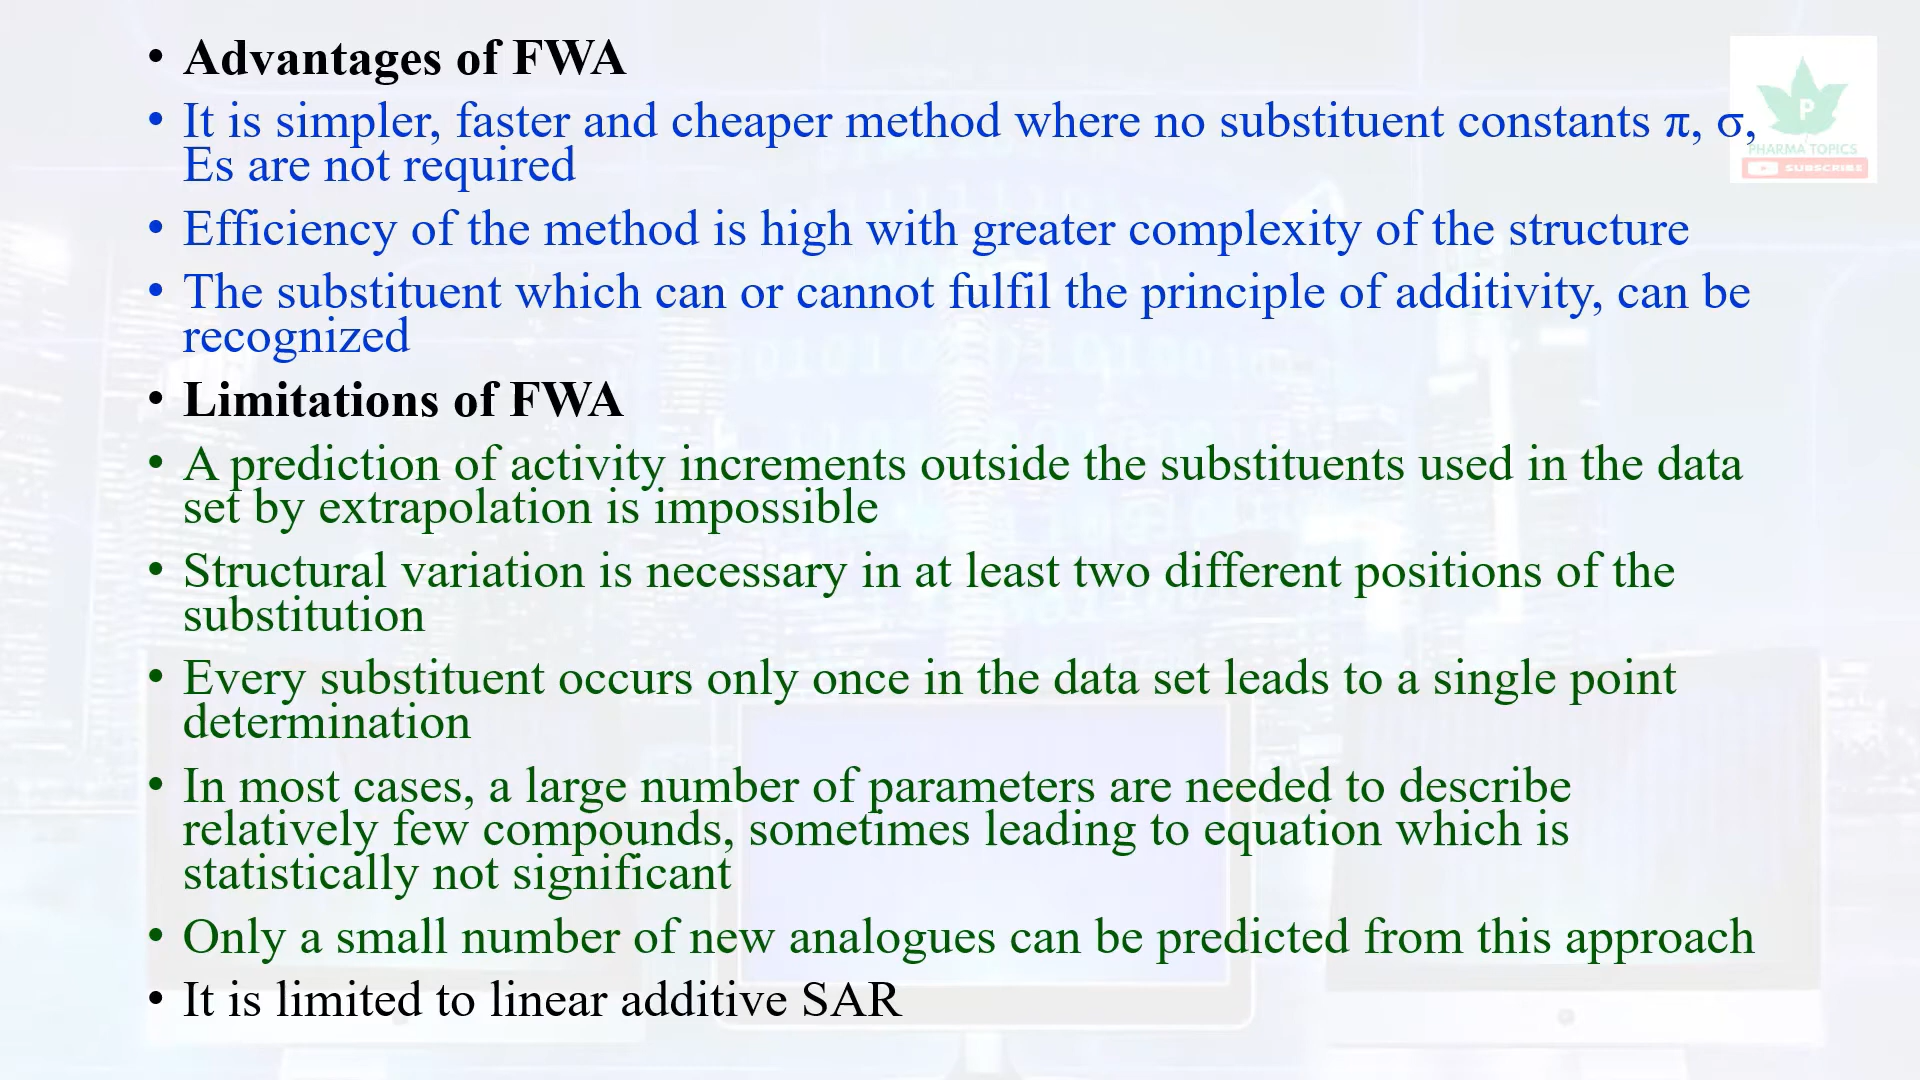 • Advantages of FWA
• It is simpler, faster and cheaper method where no substituent constants π, σ,
Es are not required
• Efficiency of the method is high with greater complexity of the structure
• The substituent which can or cannot fulfil the principle of additivity, can be
recognized
• Limitations of FWA
• A prediction of activity increments outside the substituents used in the data
set by extrapolation is impossible
• Structural variation is necessary in at least two different positions of the
substitution
• Every substituent occurs only once in the data set leads to a single point
determination
• In most cases, a large number of parameters are needed to describe
relatively few compounds, sometimes leading to equation which is
statistically not significant
• Only a small number of new analogues can be predicted from this approach
• It is limited to linear additive SAR
P
PHARMA TOPICS
SUBSCRIBE